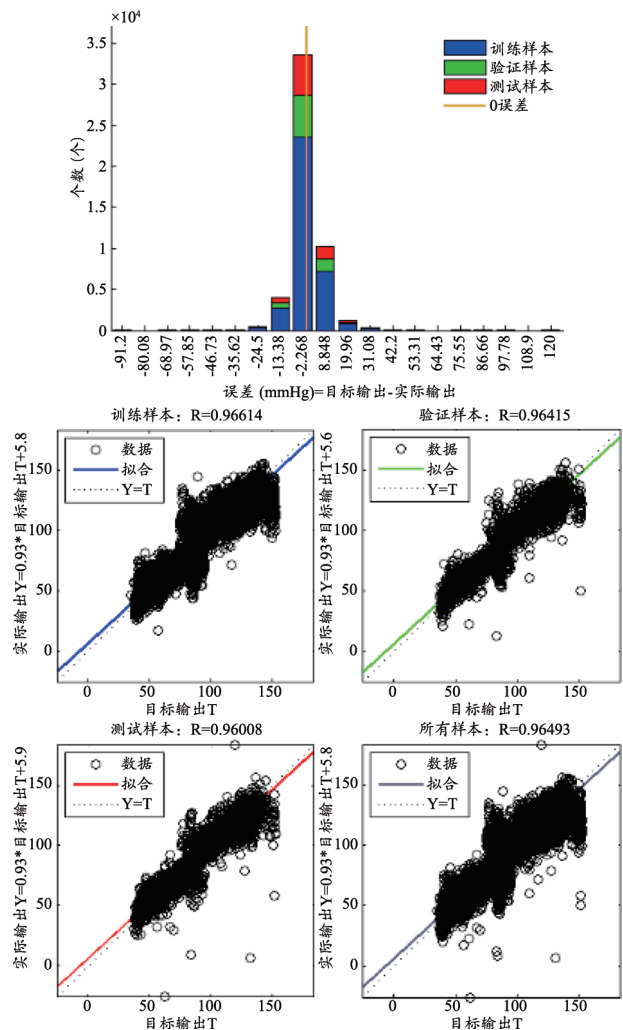 ×10⁴
3.5
3
2.5
2
1.5
1
0.5
0
个数 (个)
训练样本
验证样本
测试样本
0误差
-91.2 -80.08 -68.97 -57.85 -46.73 -35.62 -24.5 -13.38 -2.268 8.848 19.96 31.08 42.2 53.31 64.43 75.55 86.66 97.78 108.9 120
误差 (mmHg)=目标输出-实际输出
训练样本：R=0.96614
实际输出Y=0.93*目标输出T+5.8
数据
拟合
Y=T
150
100
50
0
0 50 100 150
目标输出T
验证样本：R=0.96415
实际输出Y=0.93*目标输出T+5.6
数据
拟合
Y=T
150
100
50
0
0 50 100 150
目标输出T
测试样本：R=0.96008
实际输出Y=0.93*目标输出T+5.9
数据
拟合
Y=T
150
100
50
0
0 50 100 150
目标输出T
所有样本：R=0.96493
实际输出Y=0.93*目标输出T+5.8
数据
拟合
Y=T
150
100
50
0
0 50 100 150
目标输出T